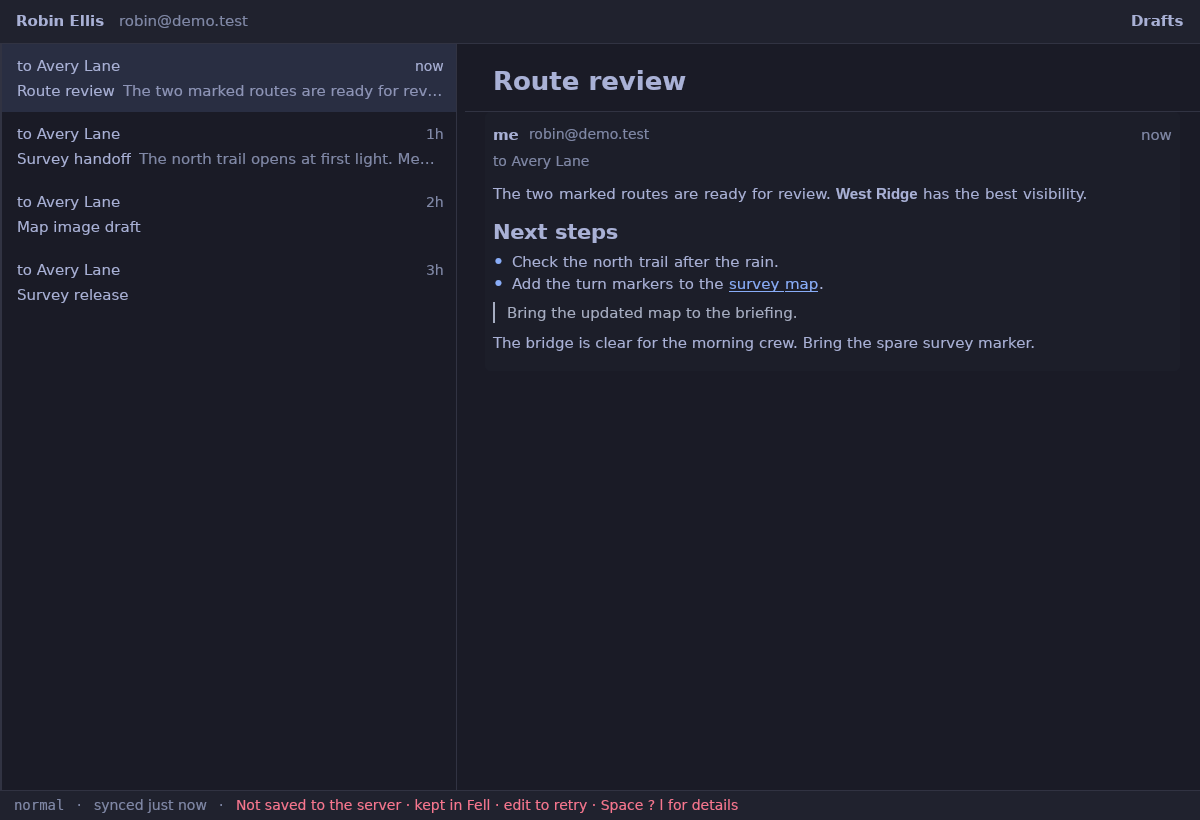 Robin Ellis robin@demo.test Drafts
to Avery Lane now
Route review The two marked routes are ready for rev…
to Avery Lane 1h
Survey handoff The north trail opens at first light. Me…
to Avery Lane 2h
Map image draft
to Avery Lane 3h
Survey release
Route review
me robin@demo.test now
to Avery Lane
The two marked routes are ready for review. West Ridge has the best visibility.
Next steps
• Check the north trail after the rain.
• Add the turn markers to the survey map.
Bring the updated map to the briefing.
The bridge is clear for the morning crew. Bring the spare survey marker.
normal · synced just now · Not saved to the server · kept in Fell · edit to retry · Space ? l for details